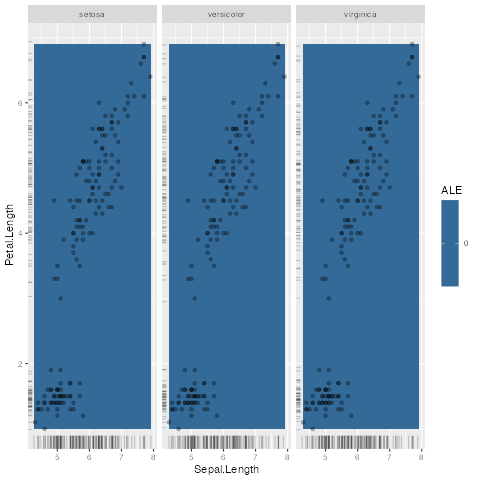 setosa versicolor virginica
ALE
0
6
4
2
Petal.Length
5 6 7 8 5 6 7 8 5 6 7 8
Sepal.Length